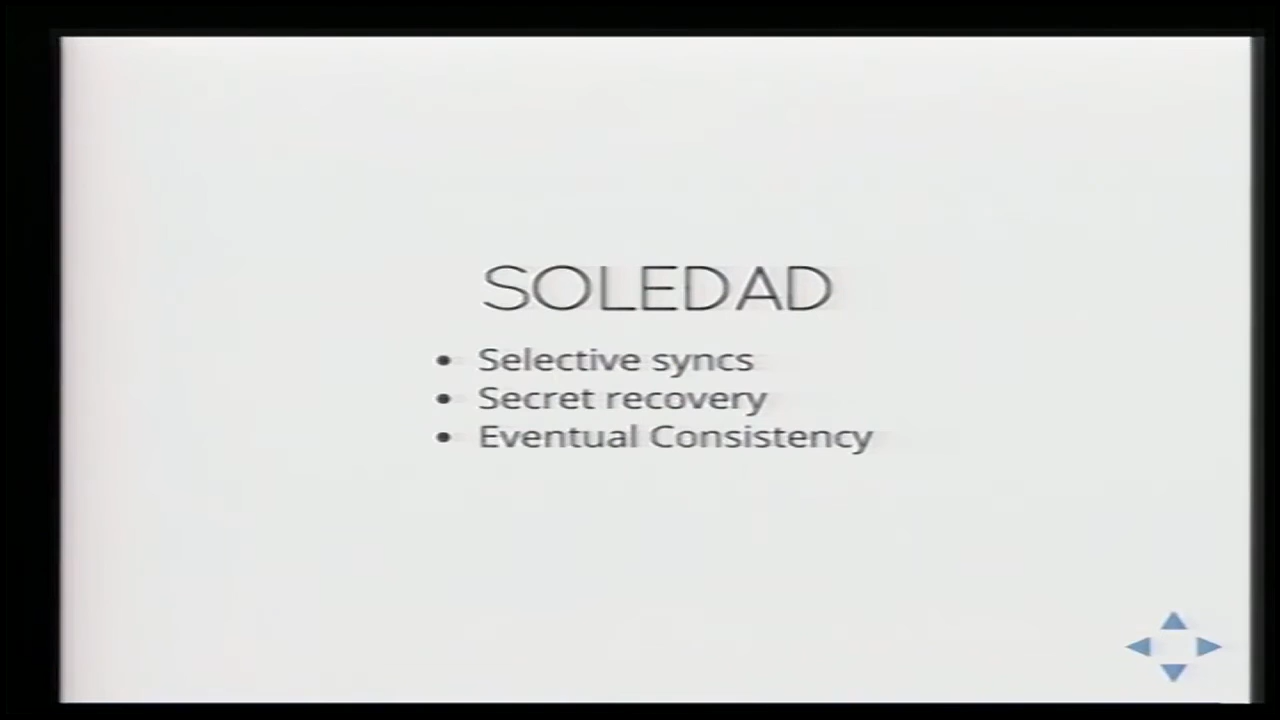 SOLEDAD
• Selective syncs
• Secret recovery
• Eventual Consistency